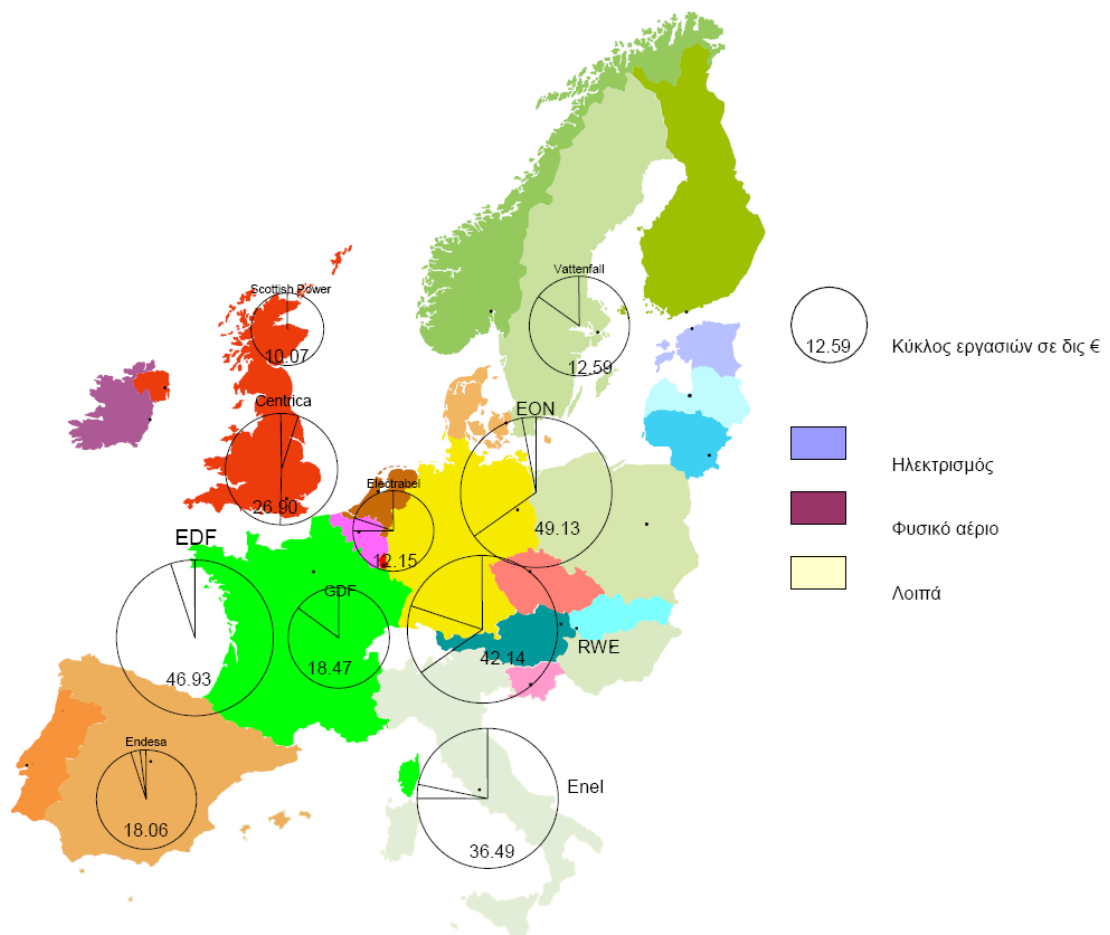 Vattenfall
12.59
Scottish Power
10.07
12.59
Κύκλος εργασιών σε δις €
Centrica
26.90
EON
49.13
Ηλεκτρισμός
Electrabel
12.15
Φυσικό αέριο
EDF
46.93
GDF
18.47
Λοιπά
RWE
42.14
Endesa
18.06
Enel
36.49